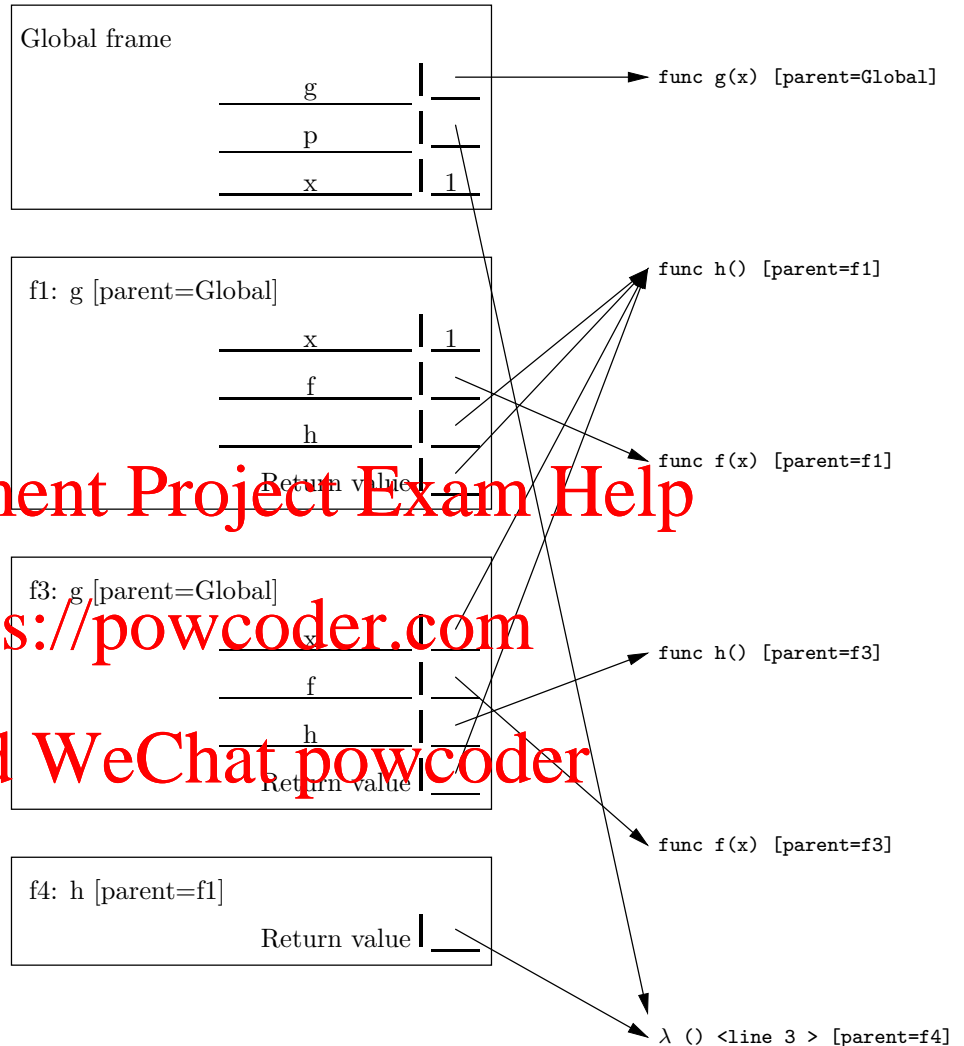 Global frame
g
func g(x) [parent=Global]
p
x 1
func h() [parent=f1]
f1: g [parent=Global]
x 1
f
h
func f(x) [parent=f1]
Return value
nent Project Exam Help
f3: g [parent=Global]
s://powcoder.com
x
func h() [parent=f3]
f
h
d WeChat powcoder
Return value
func f(x) [parent=f3]
f4: h [parent=f1]
Return value
λ () <line 3 > [parent=f4]